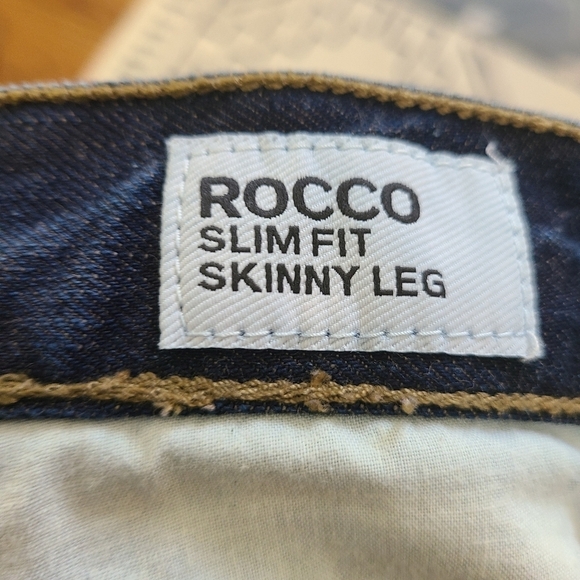 ROCCO
SLIM FIT
SKINNY LEG